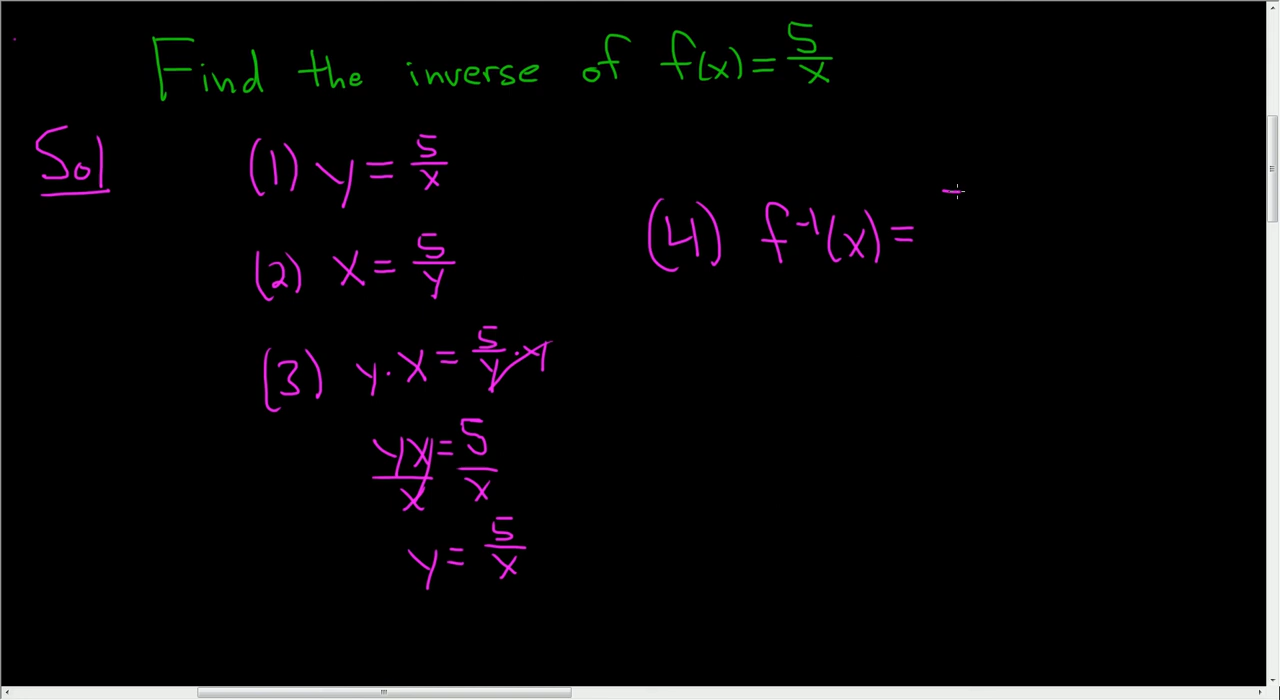 Find the inverse of f(x) = 5/x
Sol
(1) y = 5/x
(2) x = 5/y
(3) y · x = 5/y · y
yx/x = 5/x
y = 5/x
(4) f⁻¹(x) =